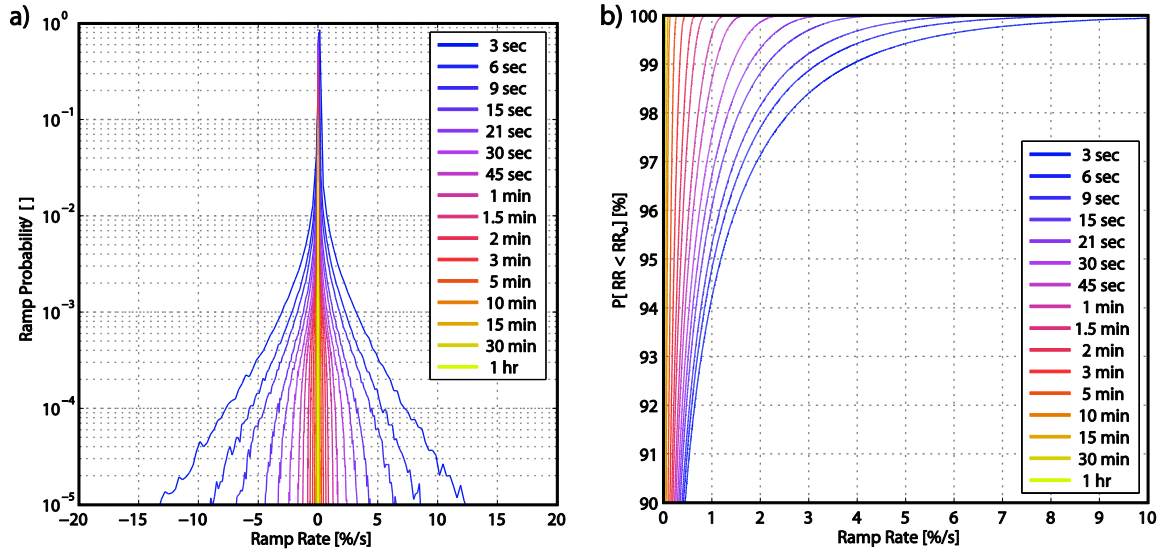 a)
10^0
10^-1
10^-2
10^-3
10^-4
10^-5
Ramp Probability [ ]
−20 −15 −10 −5 0 5 10 15 20
Ramp Rate [%/s]
3 sec
6 sec
9 sec
15 sec
21 sec
30 sec
45 sec
1 min
1.5 min
2 min
3 min
5 min
10 min
15 min
30 min
1 hr
b)
100
99
98
97
96
95
94
93
92
91
90
P[ RR < RR_o] [%]
0 1 2 3 4 5 6 7 8 9 10
Ramp Rate [%/s]
3 sec
6 sec
9 sec
15 sec
21 sec
30 sec
45 sec
1 min
1.5 min
2 min
3 min
5 min
10 min
15 min
30 min
1 hr